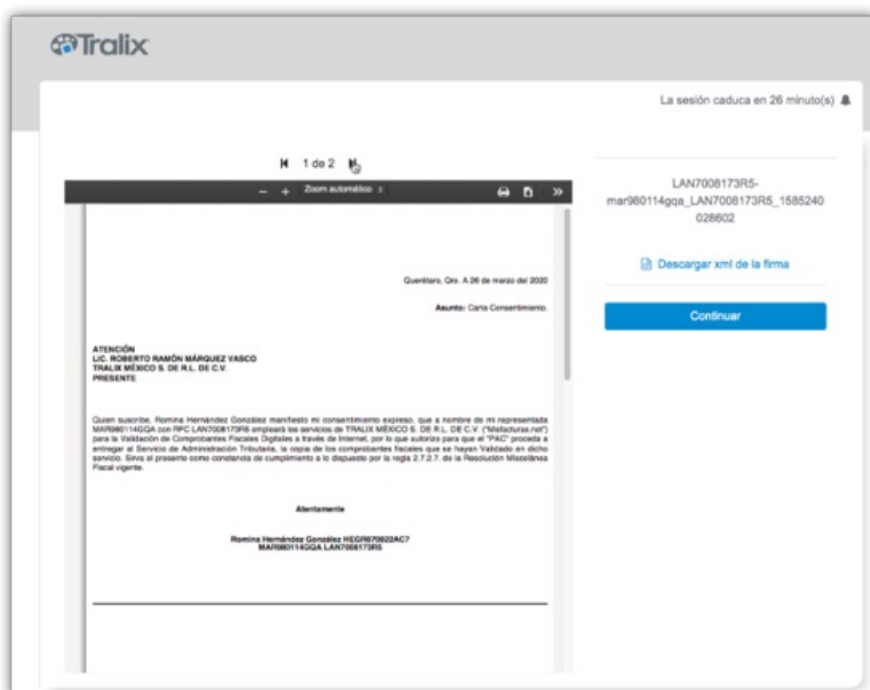 Tralix
La sesión caduca en 26 minuto(s)
1 de 2
Zoom automático
LAN7008173R5-
mar980114gqa_LAN7008173R5_1585240
028602
Descargar xml de la firma
Continuar
Querétaro, Qro. A 26 de marzo del 2020
Asunto: Carta Consentimiento.
ATENCIÓN
LIC. ROBERTO RAMÓN MÁRQUEZ VASCO
TRALIX MÉXICO S. DE R.L. DE C.V.
PRESENTE
Quien suscribe, Romina Hernández González manifiesto mi consentimiento expreso, que a nombre de mi representada
MAR980114GQA con RFC LAN7008173R5 empleará los servicios de TRALIX MÉXICO S. DE R.L. DE C.V. ("Misfacturas.net")
para la Validación de Comprobantes Fiscales Digitales a través de Internet, por lo que autorizo para que el "PAC" proceda a
entregar al Servicio de Administración Tributaria, la copia de los comprobantes fiscales que se hayan Validado en dicho
servicio. Sirva el presente como constancia de cumplimiento a lo dispuesto por la regla 2.7.2.7. de la Resolución Miscelánea
Fiscal vigente.
Atentamente
Romina Hernández González HEGR870822AC7
MAR980114GQA LAN7008173R5